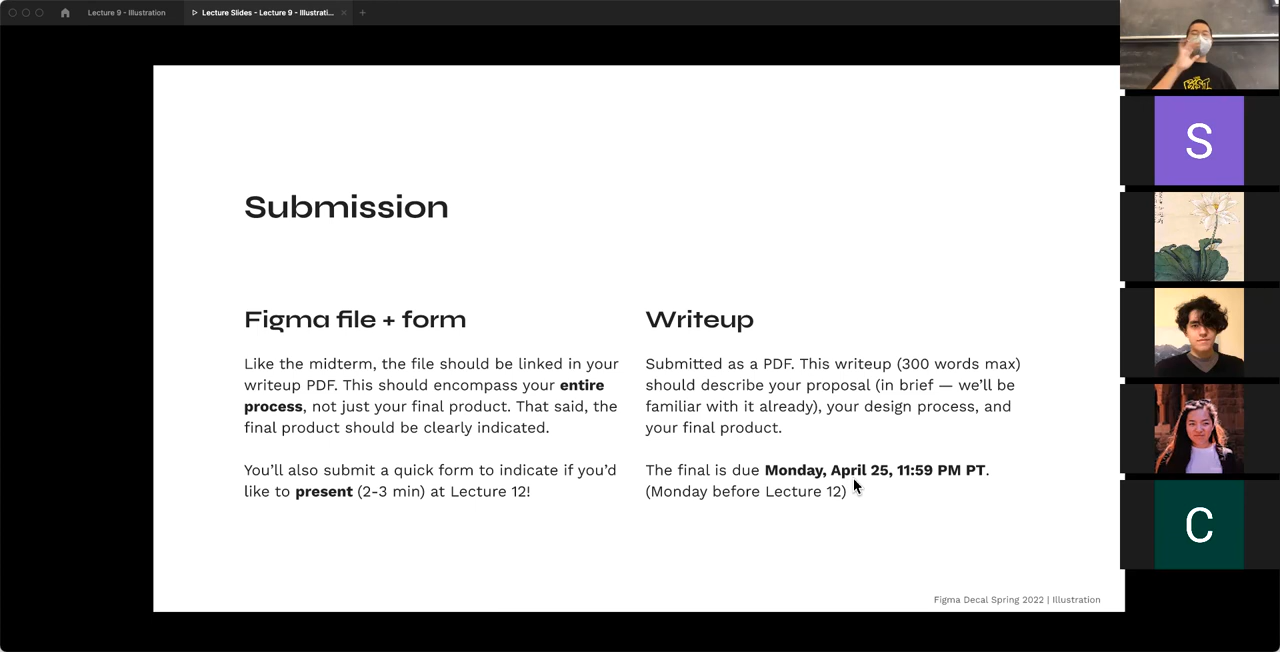 Lecture 9 - Illustration
Lecture Slides - Lecture 9 - Illustrati...
Submission
Figma file + form
Like the midterm, the file should be linked in your
writeup PDF. This should encompass your entire
process, not just your final product. That said, the
final product should be clearly indicated.
You'll also submit a quick form to indicate if you'd
like to present (2-3 min) at Lecture 12!
Writeup
Submitted as a PDF. This writeup (300 words max)
should describe your proposal (in brief — we'll be
familiar with it already), your design process, and
your final product.
The final is due Monday, April 25, 11:59 PM PT.
(Monday before Lecture 12)
Figma Decal Spring 2022 | Illustration
S
C